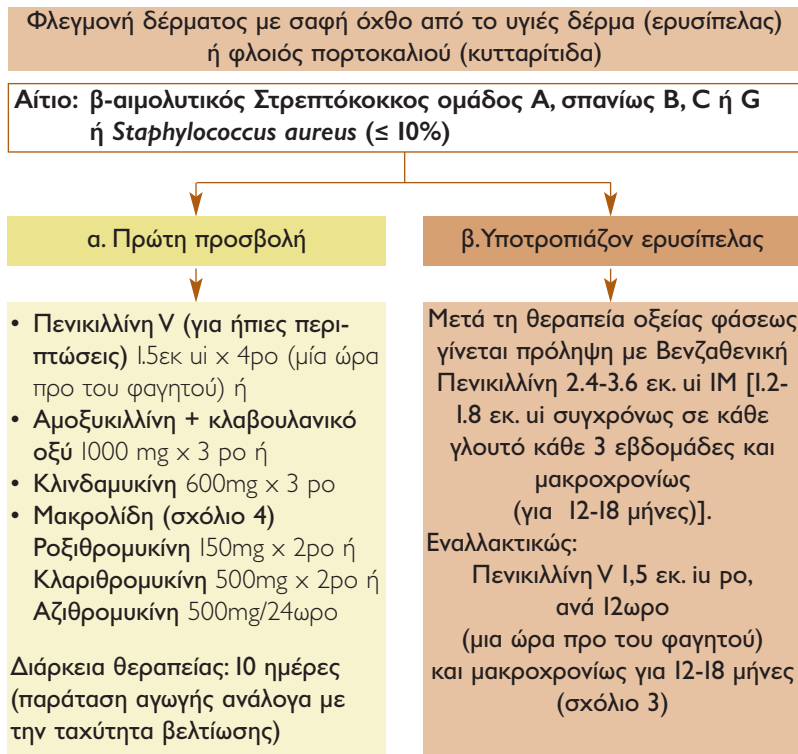 Φλεγμονή δέρματος με σαφή όχθο από το υγιές δέρμα (ερυσίπελας)
ή φλοιός πορτοκαλιού (κυτταρίτιδα)
Αίτιο: β-αιμολυτικός Στρεπτόκοκκος ομάδος Α, σπανίως Β, C ή G
ή Staphylococcus aureus (≤ 10%)
α. Πρώτη προσβολή
• Πενικιλλίνη V (για ήπιες περι-
πτώσεις) 1.5εκ ui x 4po (μία ώρα
προ του φαγητού) ή
• Αμοξυκιλλίνη + κλαβουλανικό
οξύ 1000 mg x 3 po ή
• Κλινδαμυκίνη 600mg x 3 po
• Μακρολίδη (σχόλιο 4)
Ροξιθρομυκίνη 150mg x 2po ή
Κλαριθρομυκίνη 500mg x 2po ή
Αζιθρομυκίνη 500mg/24ωρο
Διάρκεια θεραπείας: 10 ημέρες
(παράταση αγωγής ανάλογα με
την ταχύτητα βελτίωσης)
β. Υποτροπιάζον ερυσίπελας
Μετά τη θεραπεία οξείας φάσεως
γίνεται πρόληψη με Βενζαθενική
Πενικιλλίνη 2.4-3.6 εκ. ui IM [1.2-
1.8 εκ. ui συγχρόνως σε κάθε
γλουτό κάθε 3 εβδομάδες και
μακροχρονίως
(για 12-18 μήνες)].
Εναλλακτικώς:
Πενικιλλίνη V 1,5 εκ. iu po,
ανά 12ωρο
(μια ώρα προ του φαγητού)
και μακροχρονίως για 12-18 μήνες
(σχόλιο 3)